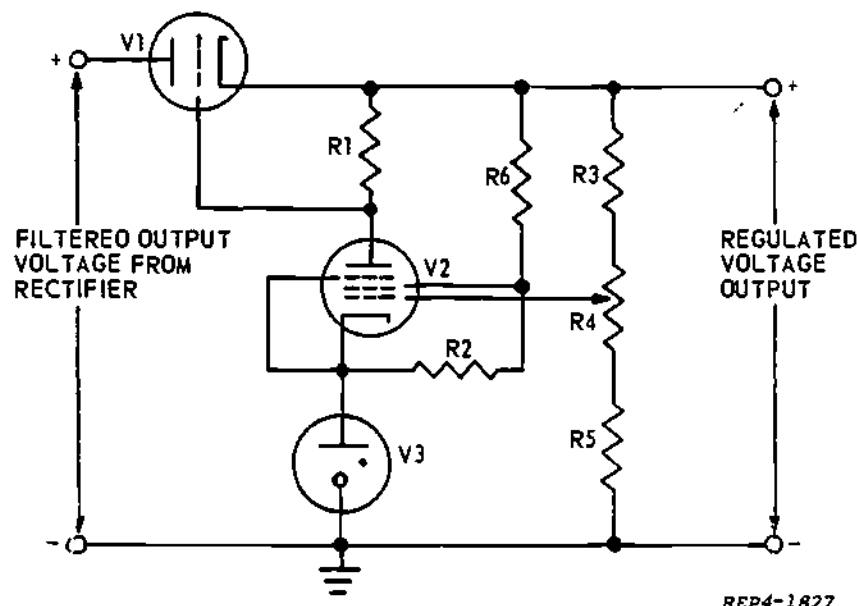 V1
+
+
R1
R6
R3
FILTEREO OUTPUT
VOLTAGE FROM
RECTIFIER
V2
REGULATED
VOLTAGE
OUTPUT
R4
R2
V3
R5
-
-
REP4-1827